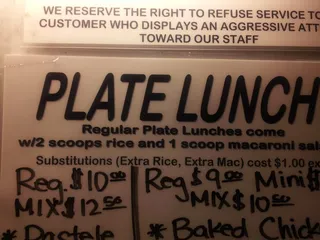 WE RESERVE THE RIGHT TO REFUSE SERVICE TO
CUSTOMER WHO DISPLAYS AN AGGRESSIVE ATT
TOWARD OUR STAFF
PLATE LUNCH
Regular Plate Lunches come
w/2 scoops rice and 1 scoop macaroni sal
Substitutions (Extra Rice, Extra Mac) cost $1.00 ex
Reg. $10.00 Reg $9.00 Mini $
MIX $12.50 MIX $10.50
* Pastele * Baked Chick